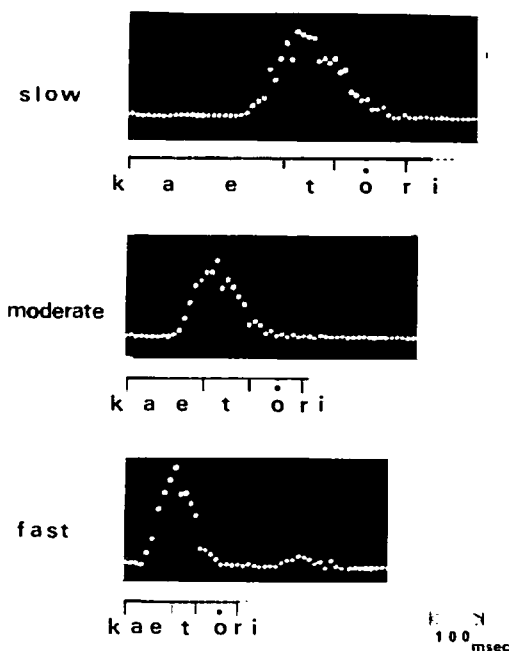 slow
k a e t ȯ r i
moderate
k a e t ȯ r i
fast
k a e t ȯ r i
100 msec